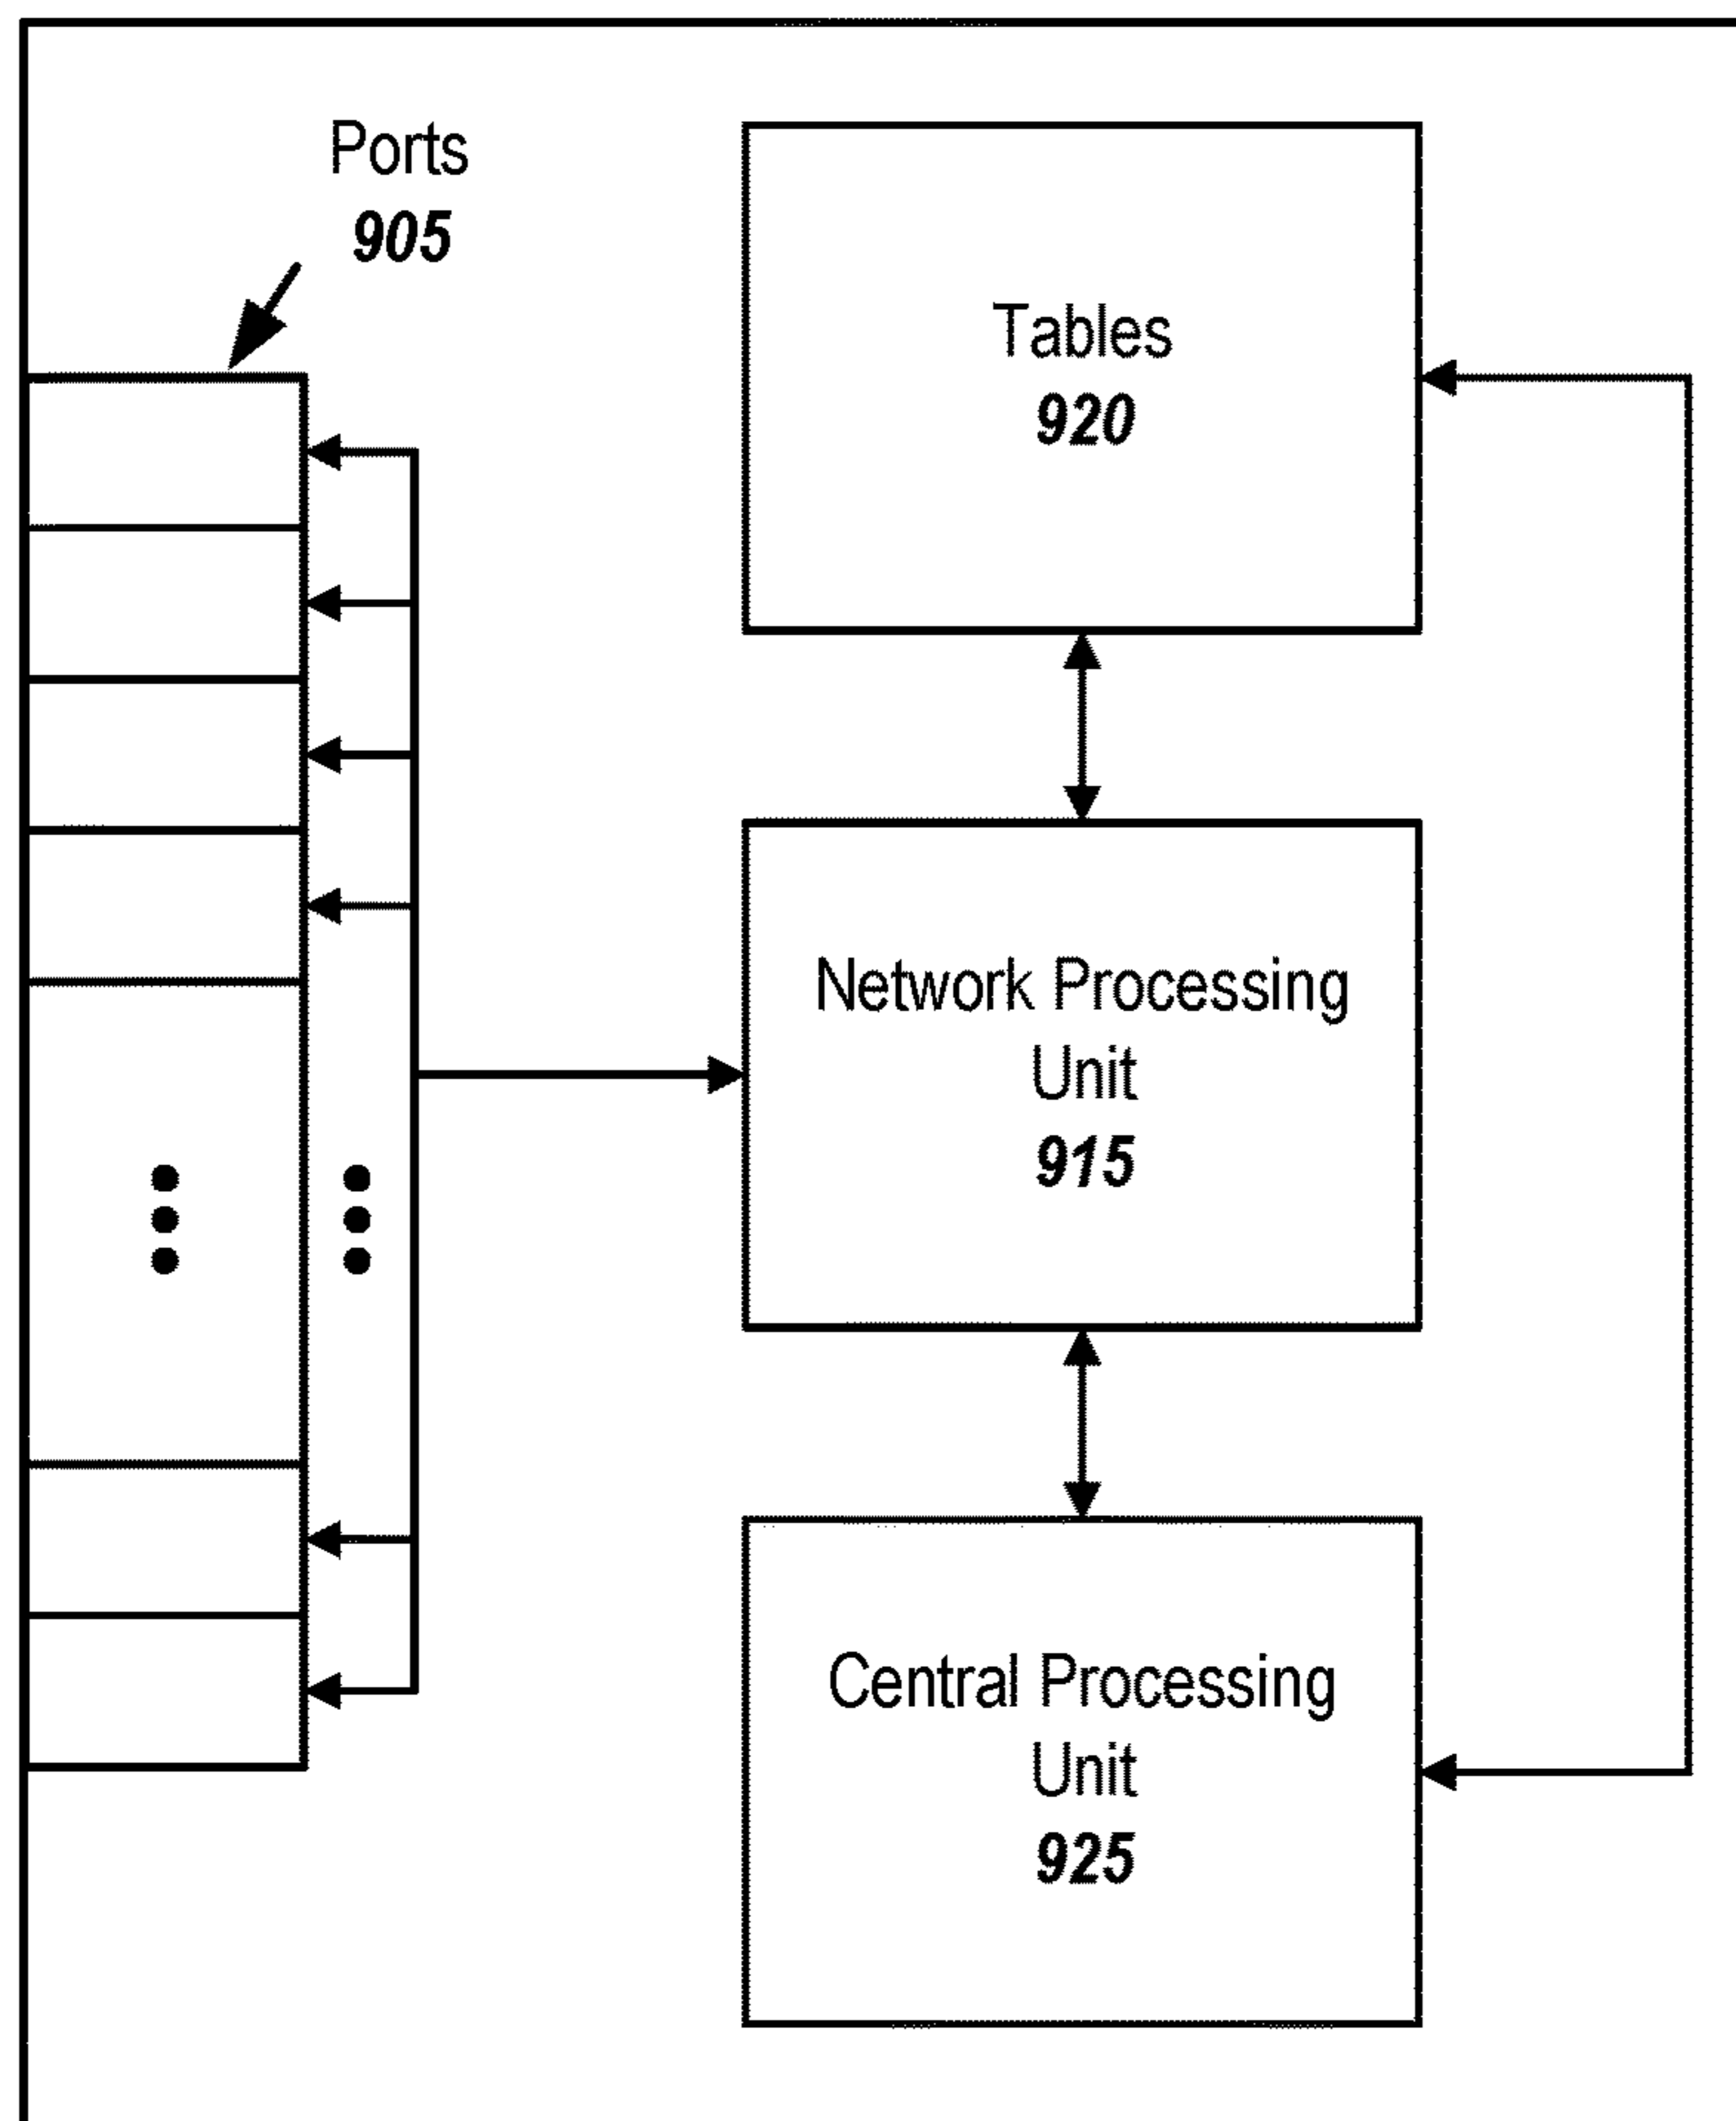 Ports
905
Tables
920
Network Processing
Unit
915
Central Processing
Unit
925